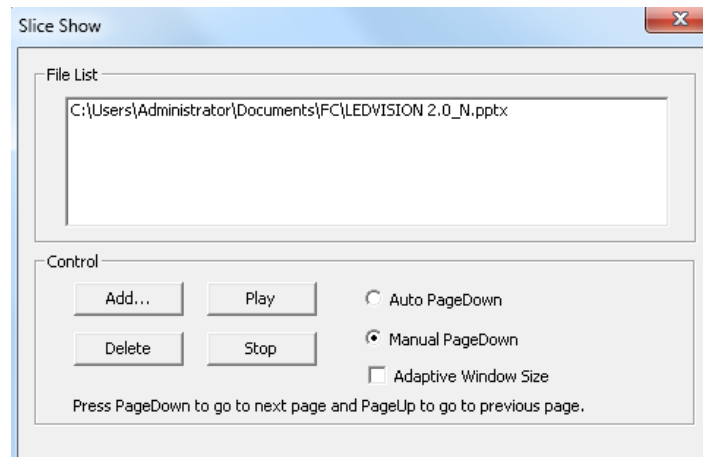 Slice Show
File List
C:\Users\Administrator\Documents\FC\LEDVISION 2.0_N.pptx
Control
Add... Play Auto PageDown
Delete Stop Manual PageDown
Adaptive Window Size
Press PageDown to go to next page and PageUp to go to previous page.